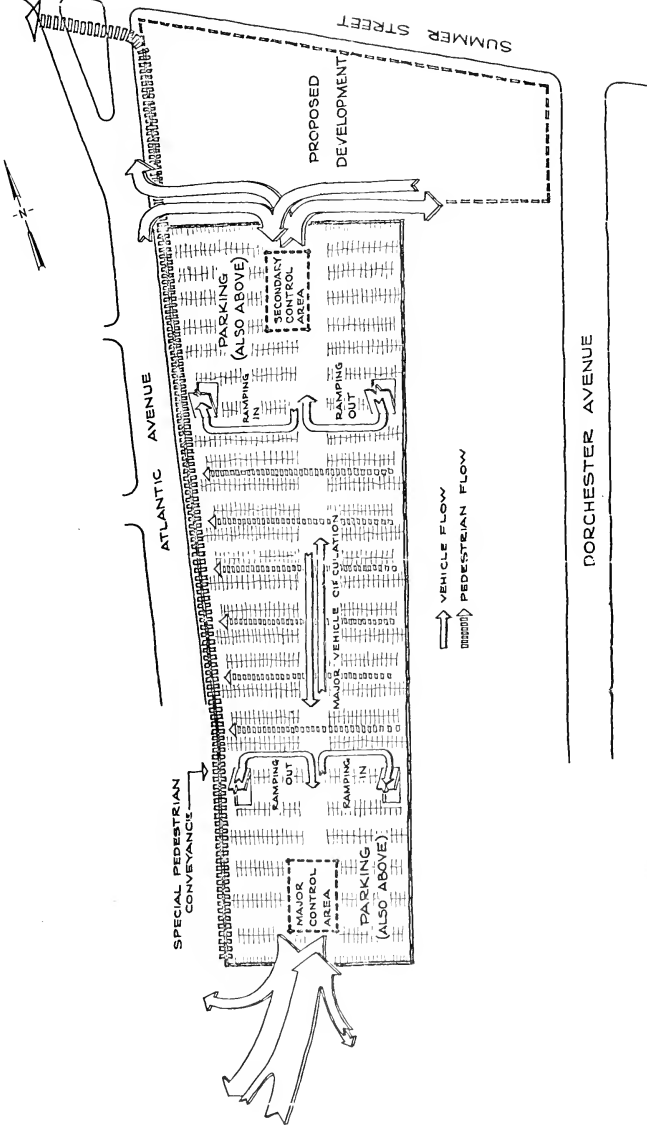 SUMMER STREET
PROPOSED
DEVELOPMENT
N
ATLANTIC AVENUE
PARKING
(ALSO ABOVE)
SECONDARY
CONTROL
AREA
RAMPING
IN
RAMPING
OUT
MAJOR VEHICLE CIRCULATION
VEHICLE FLOW
PEDESTRIAN FLOW
DORCHESTER AVENUE
SPECIAL PEDESTRIAN
CONVEYANCE
RAMPING
OUT
RAMPING
IN
MAJOR
CONTROL
AREA
PARKING
(ALSO ABOVE)